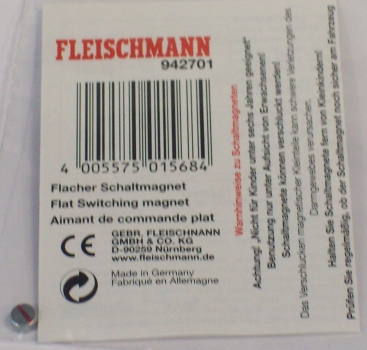 FLEISCHMANN
942701
4 005575 015684
Flacher Schaltmagnet
Flat Switching magnet
Aimant de commande plat
CE
GEBR. FLEISCHMANN
GMBH & CO. KG
D-90259 Nürnberg
www.fleischmann.de
Made in Germany
Fabriqué en Allemagne
Warnhinweise zu Schaltmagneten
Achtung! „Nicht für Kinder unter sechs Jahren geeignet"
Benutzung nur unter Aufsicht von Erwachsenen!
Schaltmagnete können verschluckt werden!
Das Verschlucken magnetischer Kleinteile kann schwere Verletzungen des
Darmgewebes verursachen.
Halten Sie Schaltmagnete fern von Kleinkindern!
Prüfen Sie regelmäßig, ob der Schaltmagnet noch sicher am Fahrzeug